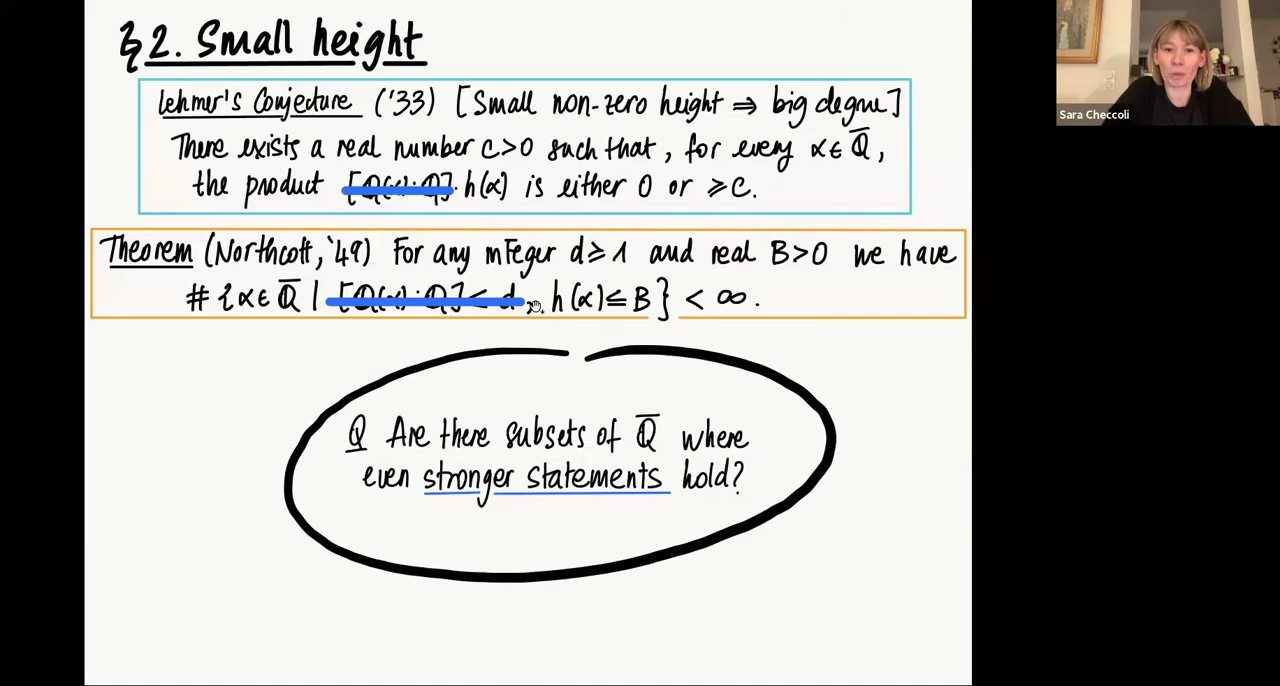 § 2. Small height
Lehmer's Conjecture ('33) [Small non-zero height ⇒ big degree]
There exists a real number c>0 such that, for every α∈ Q̅,
the product [Q(α):Q]·h(α) is either 0 or ≥c.
Theorem (Northcott, '49) For any integer d≥1 and real B>0 we have
# {α∈ Q̅ | [Q(α):Q]≤ d, h(α)≤B} < ∞.
Q Are there subsets of Q̅ where
even stronger statements hold?
Sara Checcoli